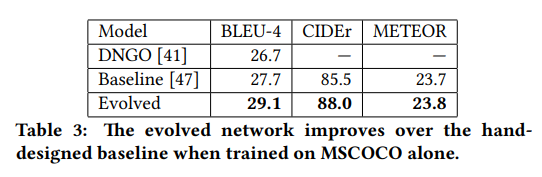 Model BLEU-4 CIDEr METEOR
DNGO [41] 26.7 — —
Baseline [47] 27.7 85.5 23.7
Evolved 29.1 88.0 23.8
Table 3: The evolved network improves over the hand-
designed baseline when trained on MSCOCO alone.